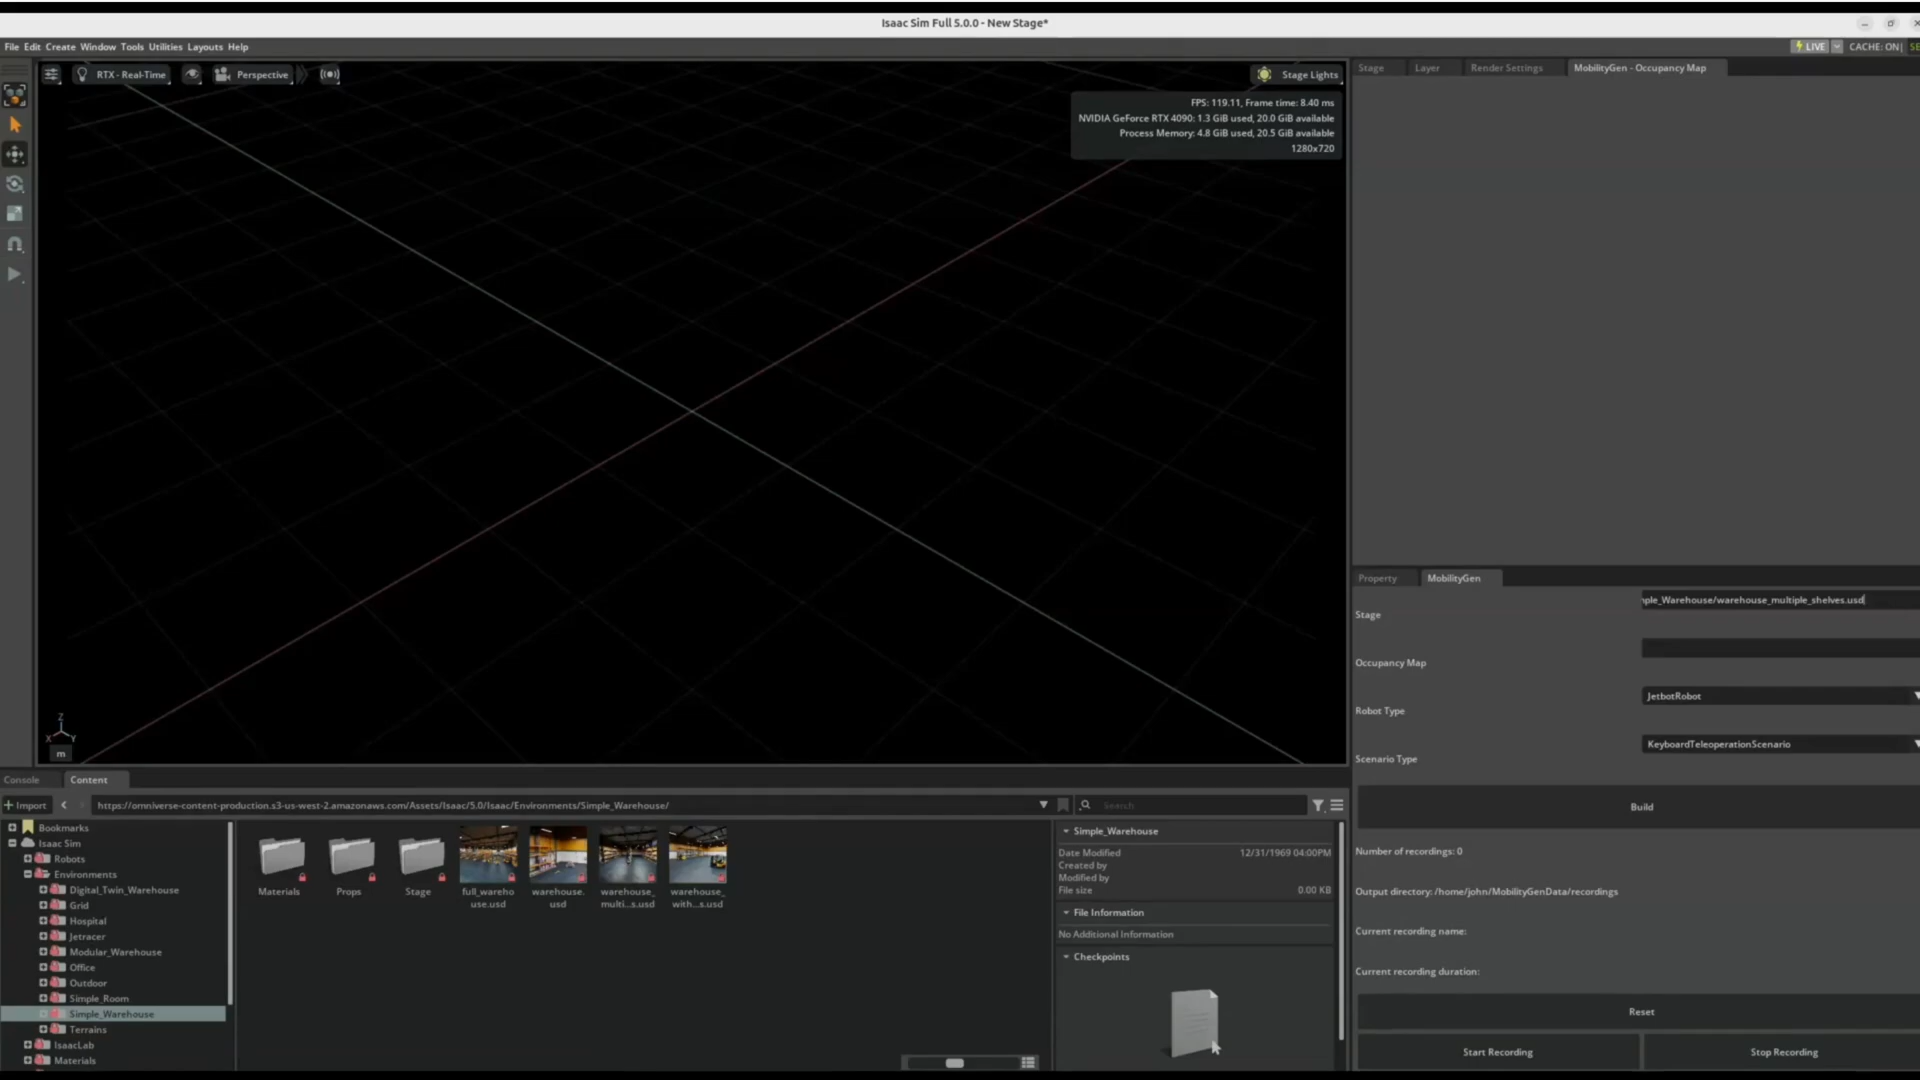 Isaac Sim Full 5.0.0 - New Stage*
File Edit Create Window Tools Utilities Layouts Help
LIVE CACHE: ON
RTX - Real-Time
Perspective
Stage Lights
FPS: 119.11, Frame time: 8.40 ms
NVIDIA GeForce RTX 4090: 1.3 GiB used, 20.0 GiB available
Process Memory: 4.8 GiB used, 20.5 GiB available
1280x720
Z
X Y
m
Stage Layer Render Settings MobilityGen - Occupancy Map
Property MobilityGen
ple_Warehouse/warehouse_multiple_shelves.usd
Stage
Occupancy Map
JetbotRobot
Robot Type
KeyboardTeleoperationScenario
Scenario Type
Build
Number of recordings: 0
Output directory: /home/john/MobilityGenData/recordings
Current recording name:
Current recording duration:
Reset
Start Recording Stop Recording
Console Content
+ Import https://omniverse-content-production.s3-us-west-2.amazonaws.com/Assets/Isaac/5.0/Isaac/Environments/Simple_Warehouse/ Search
Bookmarks
Isaac Sim
Robots
Environments
Digital_Twin_Warehouse
Grid
Hospital
Jetracer
Modular_Warehouse
Office
Outdoor
Simple_Room
Simple_Warehouse
Terrains
IsaacLab
Materials
Materials
Props
Stage
full_wareho
use.usd
warehouse.
usd
warehouse_
multi...s.usd
warehouse_
with...s.usd
Simple_Warehouse
Date Modified 12/31/1969 04:00PM
Created by
Modified by
File size 0.00 KB
File Information
No Additional Information
Checkpoints